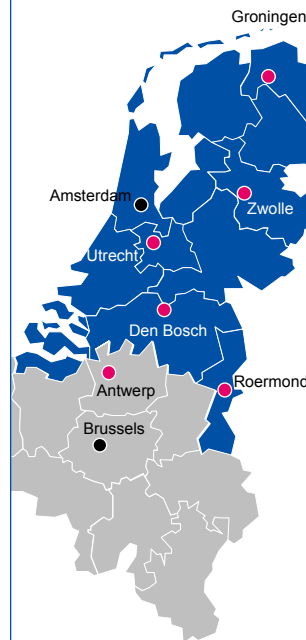 Groningen
Amsterdam
Zwolle
Utrecht
Den Bosch
Roermond
Antwerp
Brussels